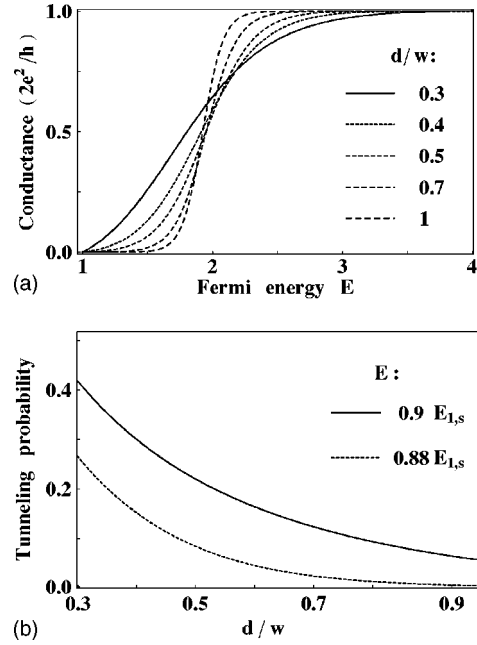 1.0
0.5
0.0
Conductance (2e²/h)
d/w:
0.3
0.4
0.5
0.7
1
1 2 3 4
Fermi energy E
(a)
0.4
0.2
0.0
Tunneling probability
E :
0.9 E1,s
0.88 E1,s
0.3 0.5 0.7 0.9
d/w
(b)